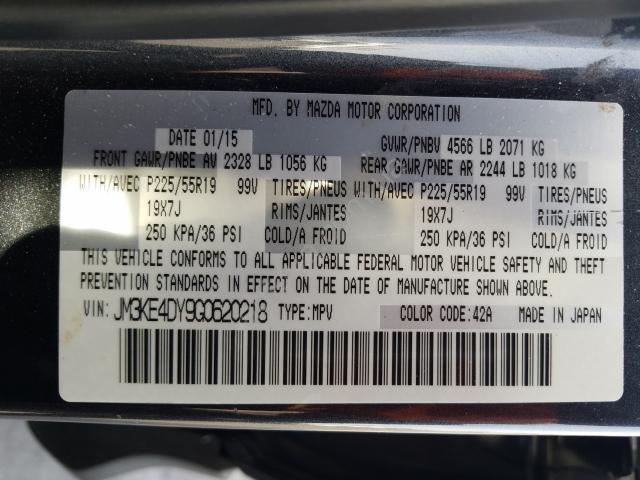 MFD. BY MAZDA MOTOR CORPORATION
DATE 01/15 GVWR/PNBV 4566 LB 2071 KG
FRONT GAWR/PNBE AV 2328 LB 1056 KG REAR GAWR/PNBE AR 2244 LB 1018 KG
WITH/AVEC P225/55R19 99V TIRES/PNEUS WITH/AVEC P225/55R19 99V TIRES/PNEUS
19X7J RIMS/JANTES 19X7J RIMS/JANTES
250 KPA/36 PSI COLD/A FROID 250 KPA/36 PSI COLD/A FROID
THIS VEHICLE CONFORMS TO ALL APPLICABLE FEDERAL MOTOR VEHICLE SAFETY AND THEFT
PREVENTION STANDARDS IN EFFECT ON THE DATE OF MANUFACTURE SHOWN ABOVE.
VIN: JM3KE4DY9G0620218 TYPE:MPV COLOR CODE:42A MADE IN JAPAN